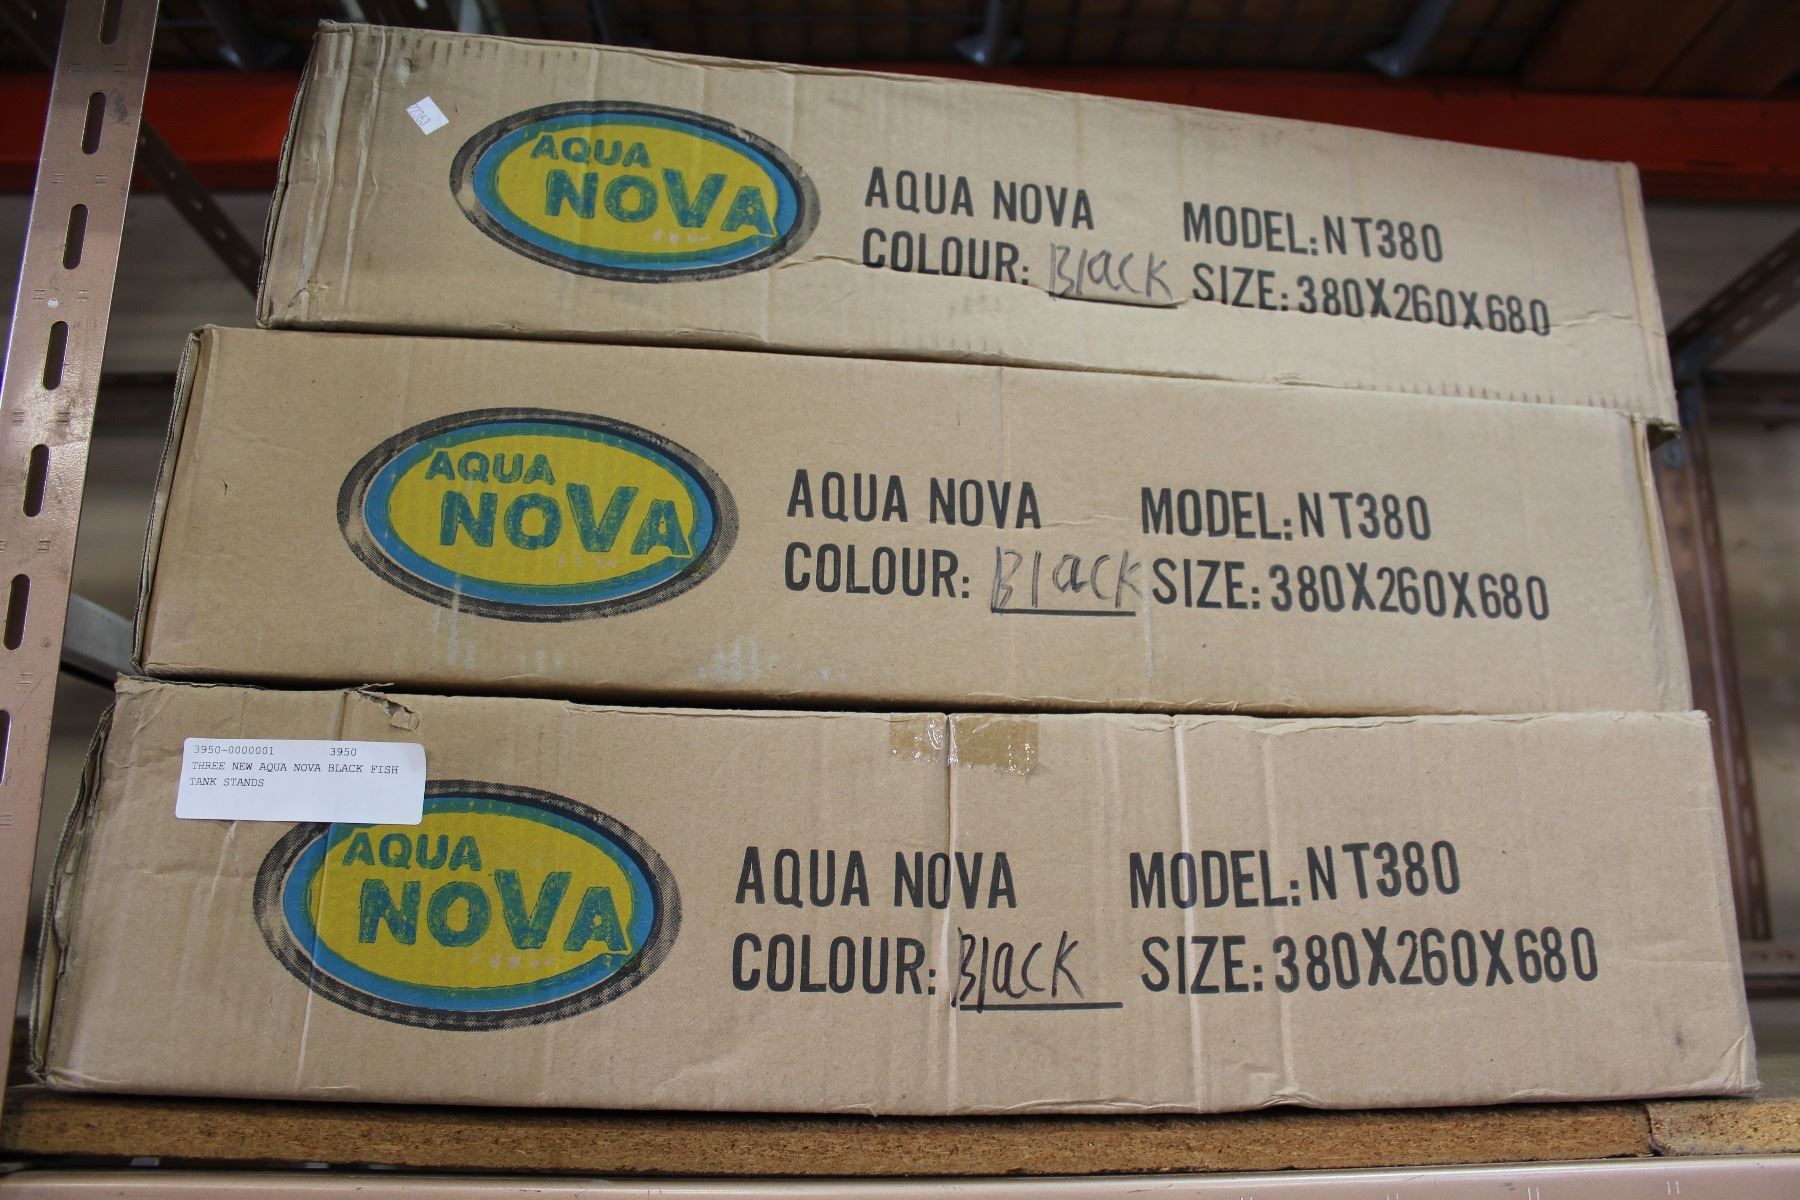 2363
AQUA
NOVA
AQUA NOVA MODEL:NT380
COLOUR: Black SIZE:380X260X680
AQUA
NOVA
AQUA NOVA MODEL:NT380
COLOUR: Black SIZE:380X260X680
3950-0000001 3950
THREE NEW AQUA NOVA BLACK FISH
TANK STANDS
AQUA
NOVA
AQUA NOVA MODEL:NT380
COLOUR: Black SIZE:380X260X680